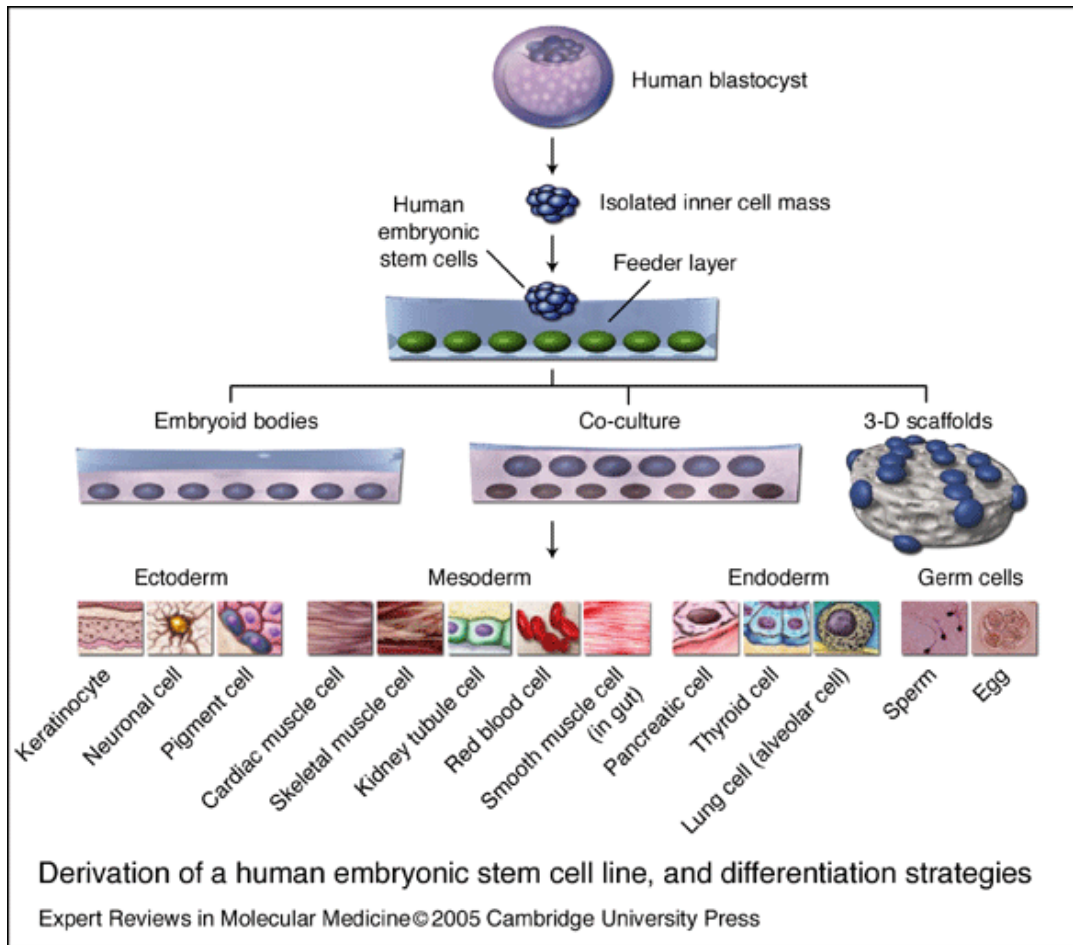 Human blastocyst
Isolated inner cell mass
Human
embryonic
stem cells
Feeder layer
Embryoid bodies
Co-culture
3-D scaffolds
Ectoderm
Mesoderm
Endoderm
Germ cells
Keratinocyte
Neuronal cell
Pigment cell
Cardiac muscle cell
Skeletal muscle cell
Kidney tubule cell
Red blood cell
Smooth muscle cell
(in gut)
Pancreatic cell
Thyroid cell
Lung cell (alveolar cell)
Sperm
Egg
Derivation of a human embryonic stem cell line, and differentiation strategies
Expert Reviews in Molecular Medicine©2005 Cambridge University Press